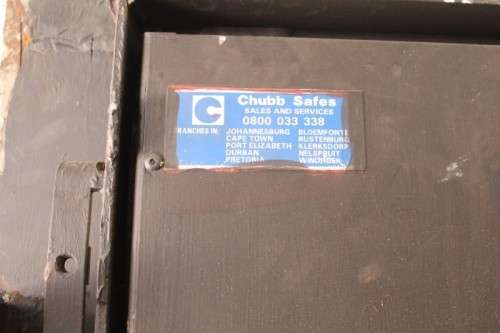 C Chubb Safes
SALES AND SERVICES
0800 033 338
RANCHES IN: JOHANNESBURG BLOEMFONTE
CAPE TOWN RUSTENBURG
PORT ELIZABETH KLERKSDORP
DURBAN NELSPRUIT
PRETORIA WINDHOEK